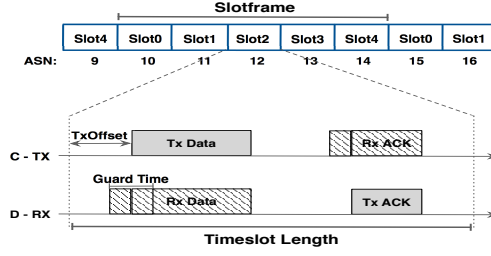 Slotframe
Slot4 Slot0 Slot1 Slot2 Slot3 Slot4 Slot0 Slot1
ASN: 9 10 11 12 13 14 15 16
TxOffset Tx Data Rx ACK
C - TX
Guard Time
Rx Data Tx ACK
D - RX
Timeslot Length